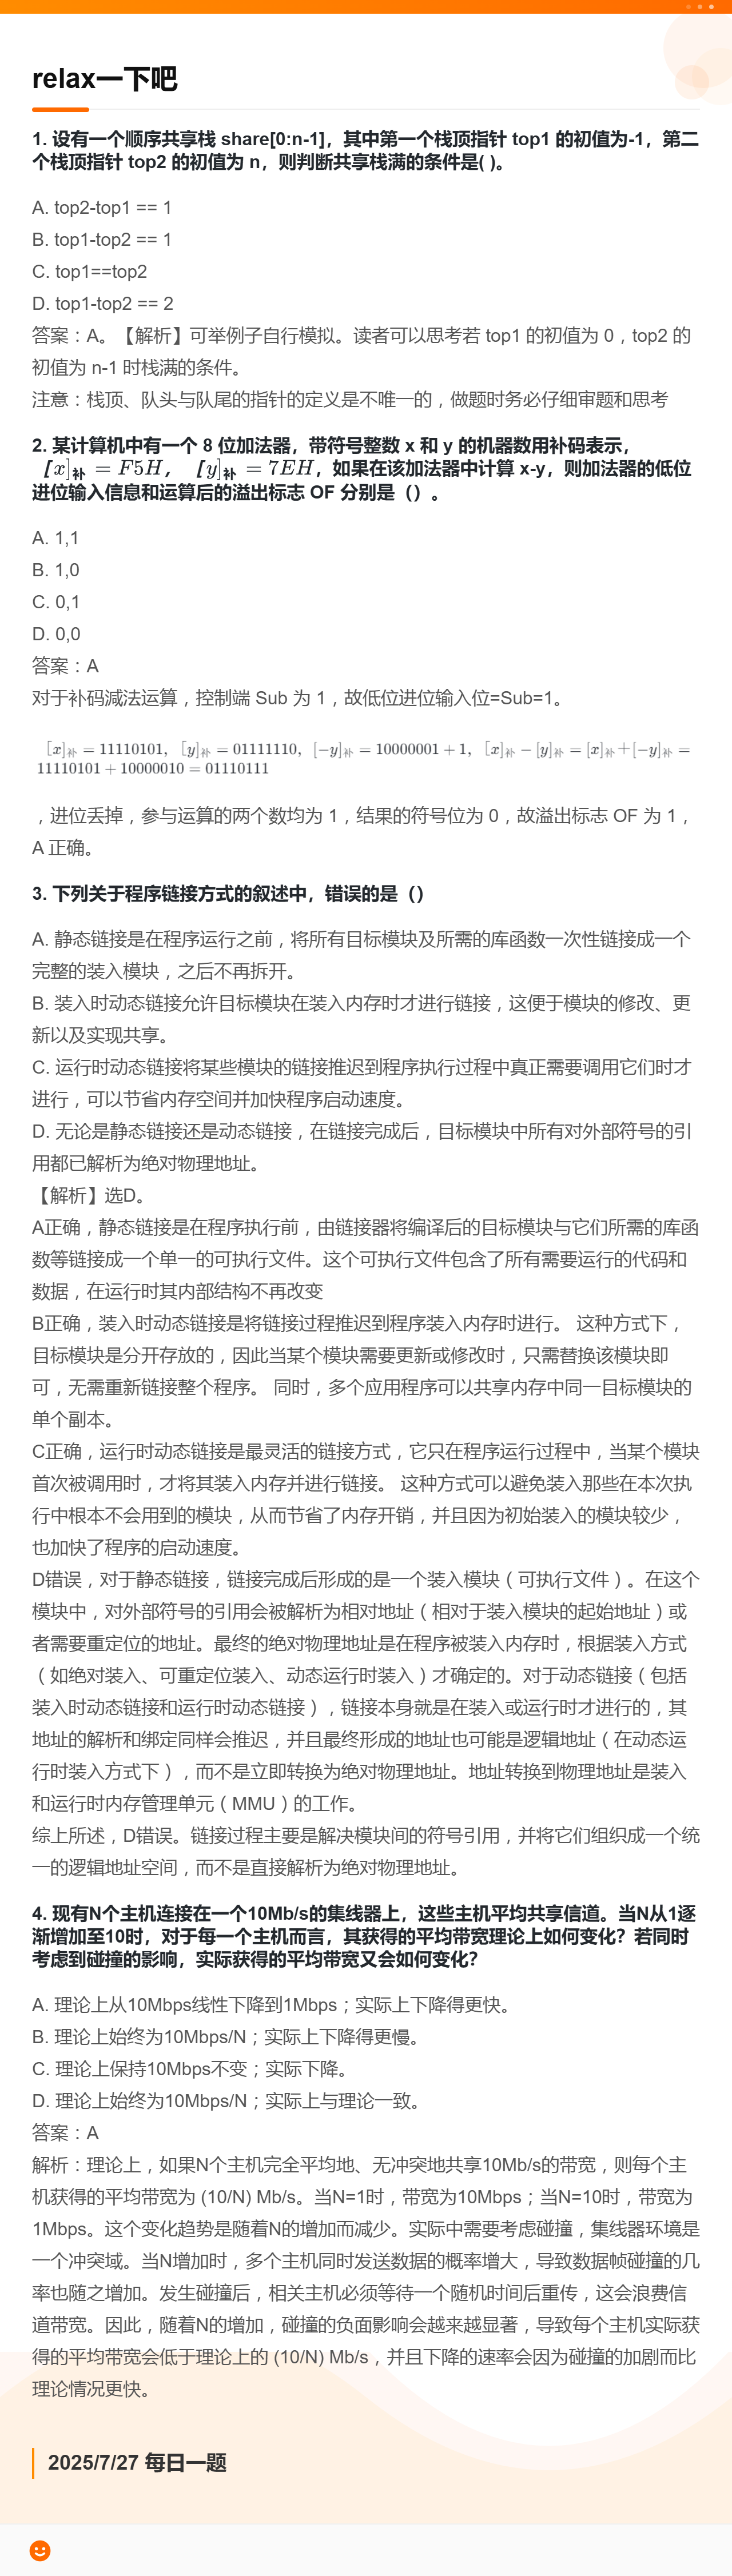 relax一下吧
1. 设有一个顺序共享栈 share[0:n-1]，其中第一个栈顶指针 top1 的初值为-1，第二
个栈顶指针 top2 的初值为 n，则判断共享栈满的条件是( )。
A. top2-top1 == 1
B. top1-top2 == 1
C. top1==top2
D. top1-top2 == 2
答案：A。【解析】可举例子自行模拟。读者可以思考若 top1 的初值为 0，top2 的
初值为 n-1 时栈满的条件。
注意：栈顶、队头与队尾的指针的定义是不唯一的，做题时务必仔细审题和思考
2. 某计算机中有一个 8 位加法器，带符号整数 x 和 y 的机器数用补码表示，
［x]补 = F5H， ［y]补 = 7EH，如果在该加法器中计算 x-y，则加法器的低位
进位输入信息和运算后的溢出标志 OF 分别是（）。
A. 1,1
B. 1,0
C. 0,1
D. 0,0
答案：A
对于补码减法运算，控制端 Sub 为 1，故低位进位输入位=Sub=1。
［x]补 = 11110101，［y]补 = 01111110，[−y]补 = 10000001 + 1，［x]补 − [y]补 = [x]补＋[−y]补 =
11110101 + 10000010 = 01110111
，进位丢掉，参与运算的两个数均为 1，结果的符号位为 0，故溢出标志 OF 为 1，
A 正确。
3. 下列关于程序链接方式的叙述中，错误的是（）
A. 静态链接是在程序运行之前，将所有目标模块及所需的库函数一次性链接成一个
完整的装入模块，之后不再拆开。
B. 装入时动态链接允许目标模块在装入内存时才进行链接，这便于模块的修改、更
新以及实现共享。
C. 运行时动态链接将某些模块的链接推迟到程序执行过程中真正需要调用它们时才
进行，可以节省内存空间并加快程序启动速度。
D. 无论是静态链接还是动态链接，在链接完成后，目标模块中所有对外部符号的引
用都已解析为绝对物理地址。
【解析】选D。
A正确，静态链接是在程序执行前，由链接器将编译后的目标模块与它们所需的库函
数等链接成一个单一的可执行文件。这个可执行文件包含了所有需要运行的代码和
数据，在运行时其内部结构不再改变
B正确，装入时动态链接是将链接过程推迟到程序装入内存时进行。 这种方式下，
目标模块是分开存放的，因此当某个模块需要更新或修改时，只需替换该模块即
可，无需重新链接整个程序。 同时，多个应用程序可以共享内存中同一目标模块的
单个副本。
C正确，运行时动态链接是最灵活的链接方式，它只在程序运行过程中，当某个模块
首次被调用时，才将其装入内存并进行链接。 这种方式可以避免装入那些在本次执
行中根本不会用到的模块，从而节省了内存开销，并且因为初始装入的模块较少，
也加快了程序的启动速度。
D错误，对于静态链接，链接完成后形成的是一个装入模块（可执行文件）。在这个
模块中，对外部符号的引用会被解析为相对地址（相对于装入模块的起始地址）或
者需要重定位的地址。最终的绝对物理地址是在程序被装入内存时，根据装入方式
（如绝对装入、可重定位装入、动态运行时装入）才确定的。对于动态链接（包括
装入时动态链接和运行时动态链接），链接本身就是在装入或运行时才进行的，其
地址的解析和绑定同样会推迟，并且最终形成的地址也可能是逻辑地址（在动态运
行时装入方式下），而不是立即转换为绝对物理地址。地址转换到物理地址是装入
和运行时内存管理单元（MMU）的工作。
综上所述，D错误。链接过程主要是解决模块间的符号引用，并将它们组织成一个统
一的逻辑地址空间，而不是直接解析为绝对物理地址。
4. 现有N个主机连接在一个10Mb/s的集线器上，这些主机平均共享信道。当N从1逐
渐增加至10时，对于每一个主机而言，其获得的平均带宽理论上如何变化？若同时
考虑到碰撞的影响，实际获得的平均带宽又会如何变化？
A. 理论上从10Mbps线性下降到1Mbps；实际上下降得更快。
B. 理论上始终为10Mbps/N；实际上下降得更慢。
C. 理论上保持10Mbps不变；实际下降。
D. 理论上始终为10Mbps/N；实际上与理论一致。
答案：A
解析：理论上，如果N个主机完全平均地、无冲突地共享10Mb/s的带宽，则每个主
机获得的平均带宽为 (10/N) Mb/s。当N=1时，带宽为10Mbps；当N=10时，带宽为
1Mbps。这个变化趋势是随着N的增加而减少。实际中需要考虑碰撞，集线器环境是
一个冲突域。当N增加时，多个主机同时发送数据的概率增大，导致数据帧碰撞的几
率也随之增加。发生碰撞后，相关主机必须等待一个随机时间后重传，这会浪费信
道带宽。因此，随着N的增加，碰撞的负面影响会越来越显著，导致每个主机实际获
得的平均带宽会低于理论上的 (10/N) Mb/s，并且下降的速率会因为碰撞的加剧而比
理论情况更快。
2025/7/27 每日一题